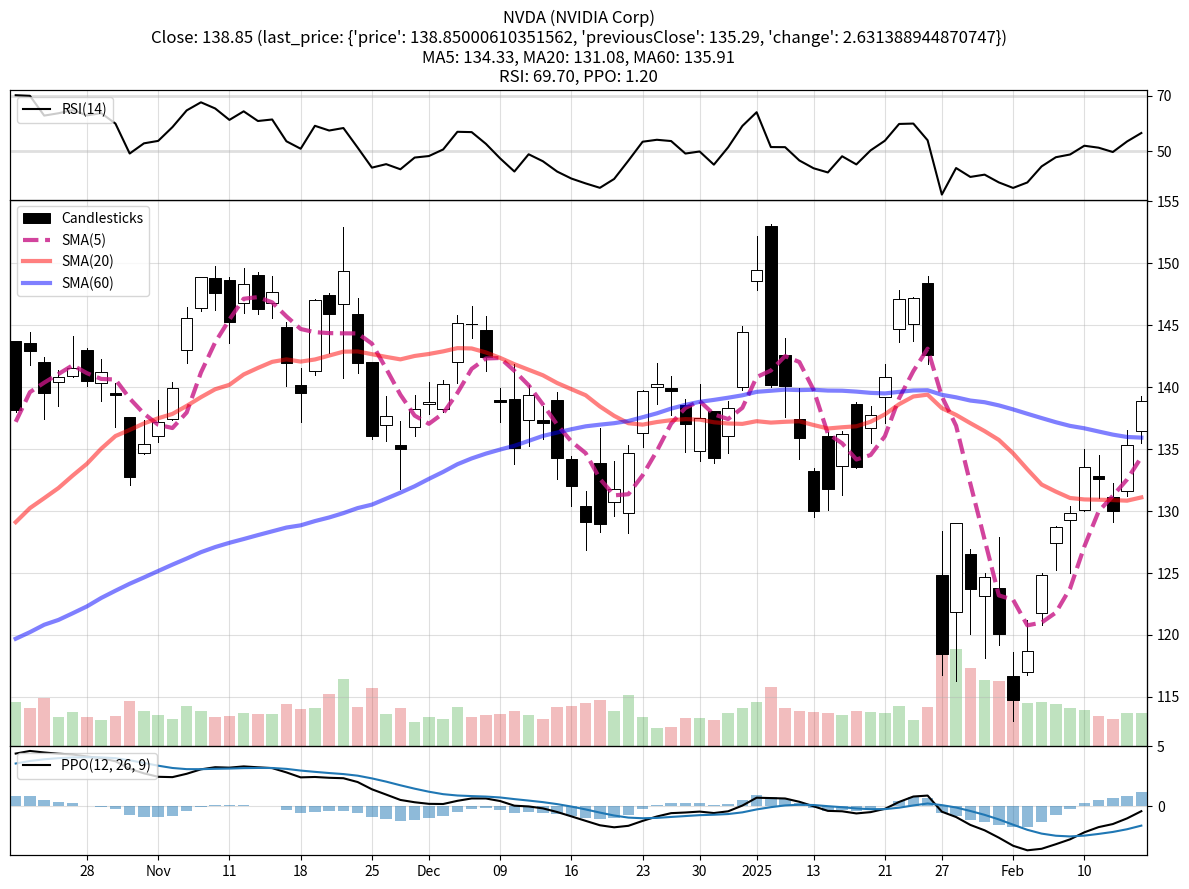 NVDA (NVIDIA Corp)
Close: 138.85 (last_price: {'price': 138.85000610351562, 'previousClose': 135.29, 'change': 2.631388944870747})
MA5: 134.33, MA20: 131.08, MA60: 135.91
RSI: 69.70, PPO: 1.20
RSI(14)
70
50
Candlesticks
SMA(5)
SMA(20)
SMA(60)
155
150
145
140
135
130
125
120
115
PPO(12, 26, 9)
5
0
28 Nov 11 18 25 Dec 09 16 23 30 2025 13 21 27 Feb 10